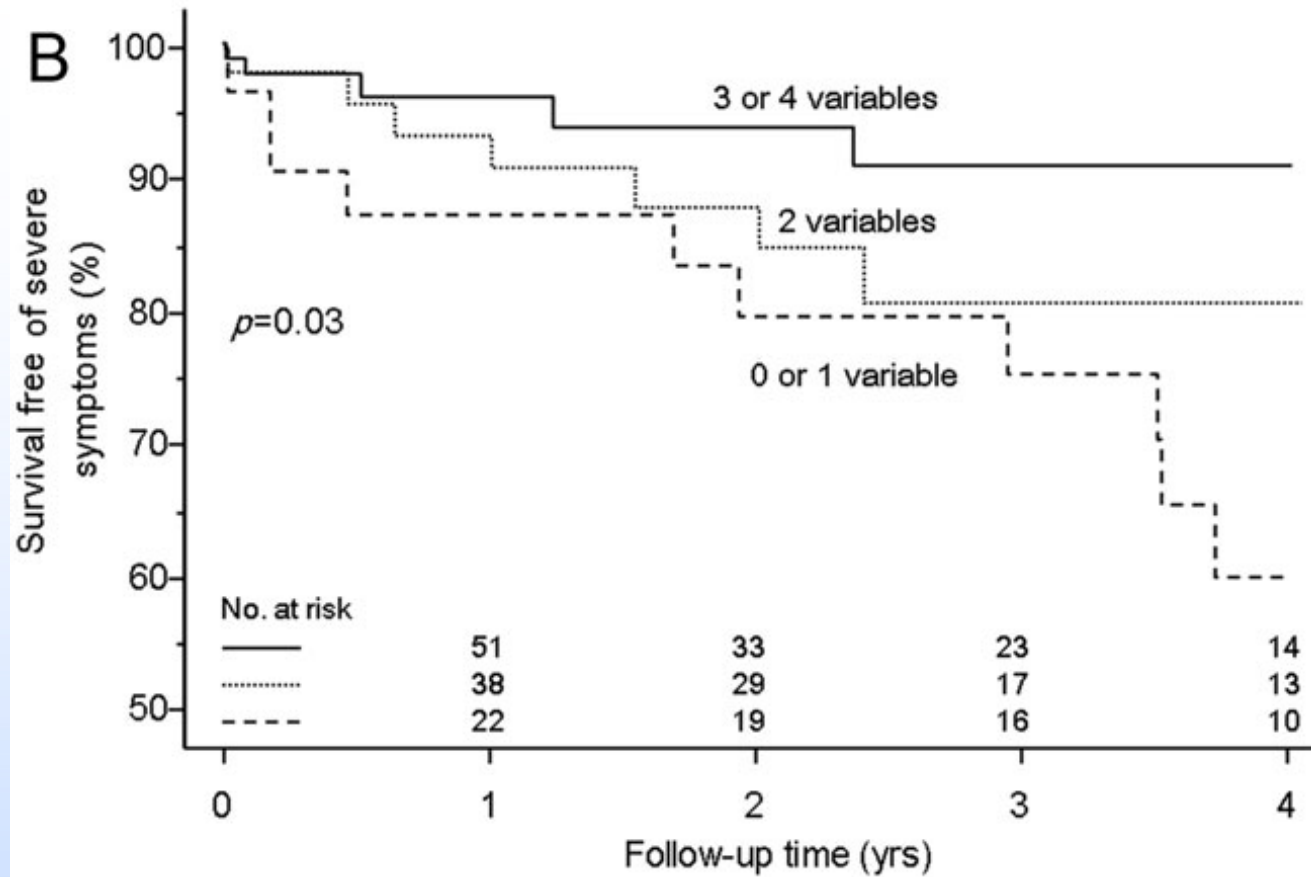 B
100
90
80
70
60
50
Survival free of severe
symptoms (%)
3 or 4 variables
2 variables
p=0.03
0 or 1 variable
No. at risk
51 33 23 14
38 29 17 13
22 19 16 10
0 1 2 3 4
Follow-up time (yrs)